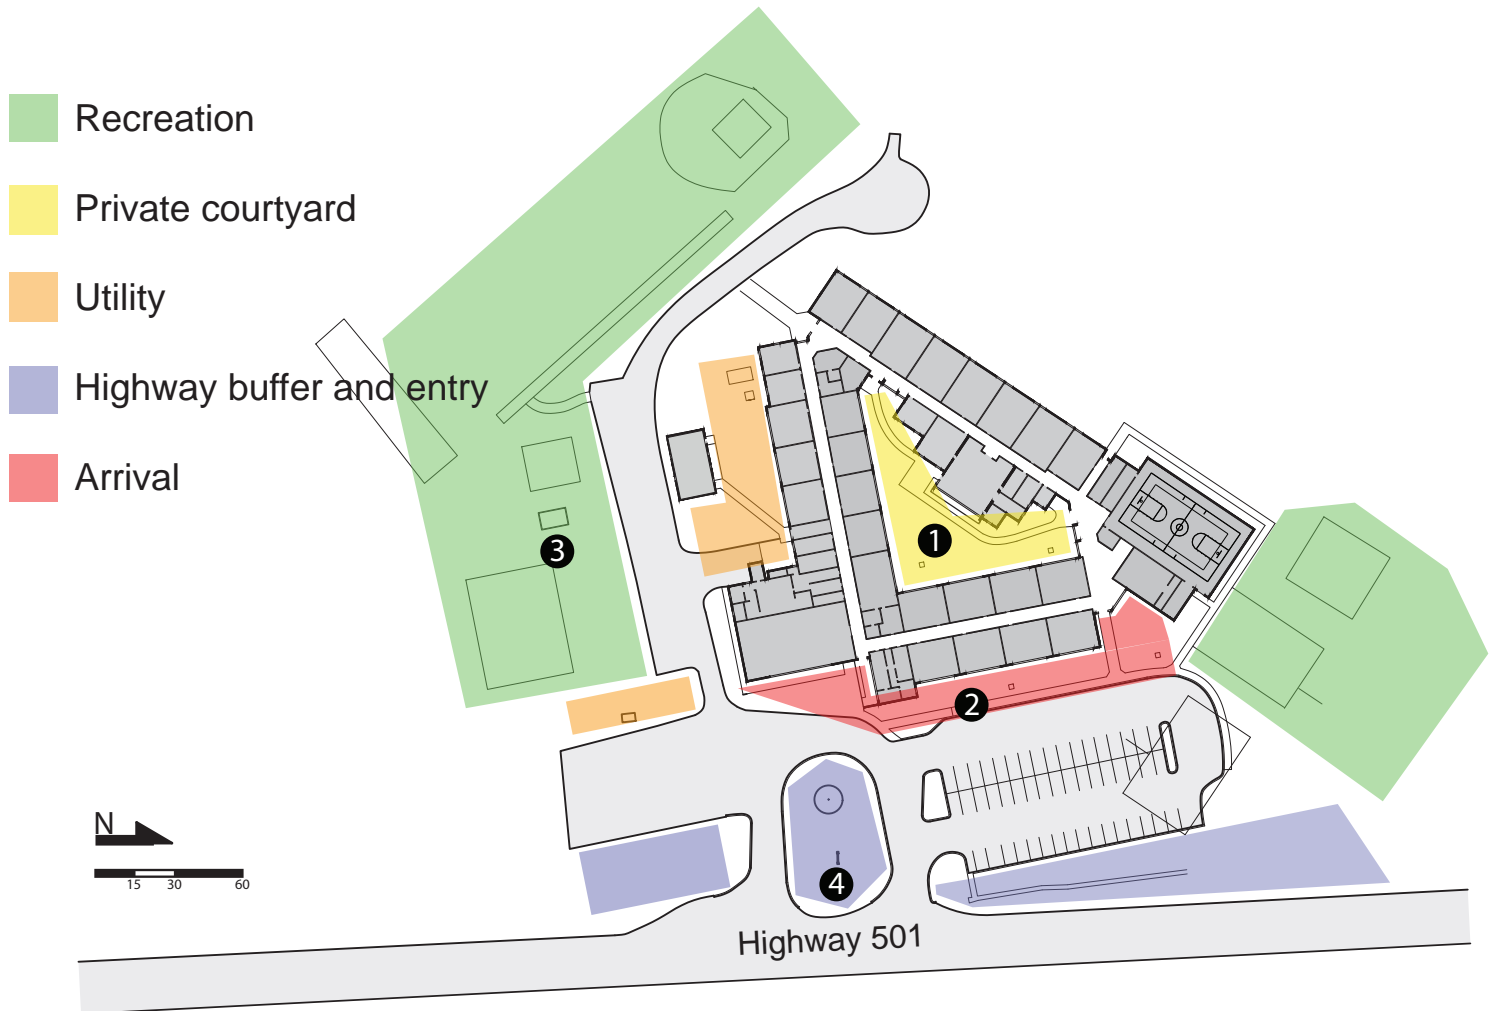 Recreation
Private courtyard
Utility
Highway buffer and entry
Arrival
1
3
2
4
N
15 30 60
Highway 501